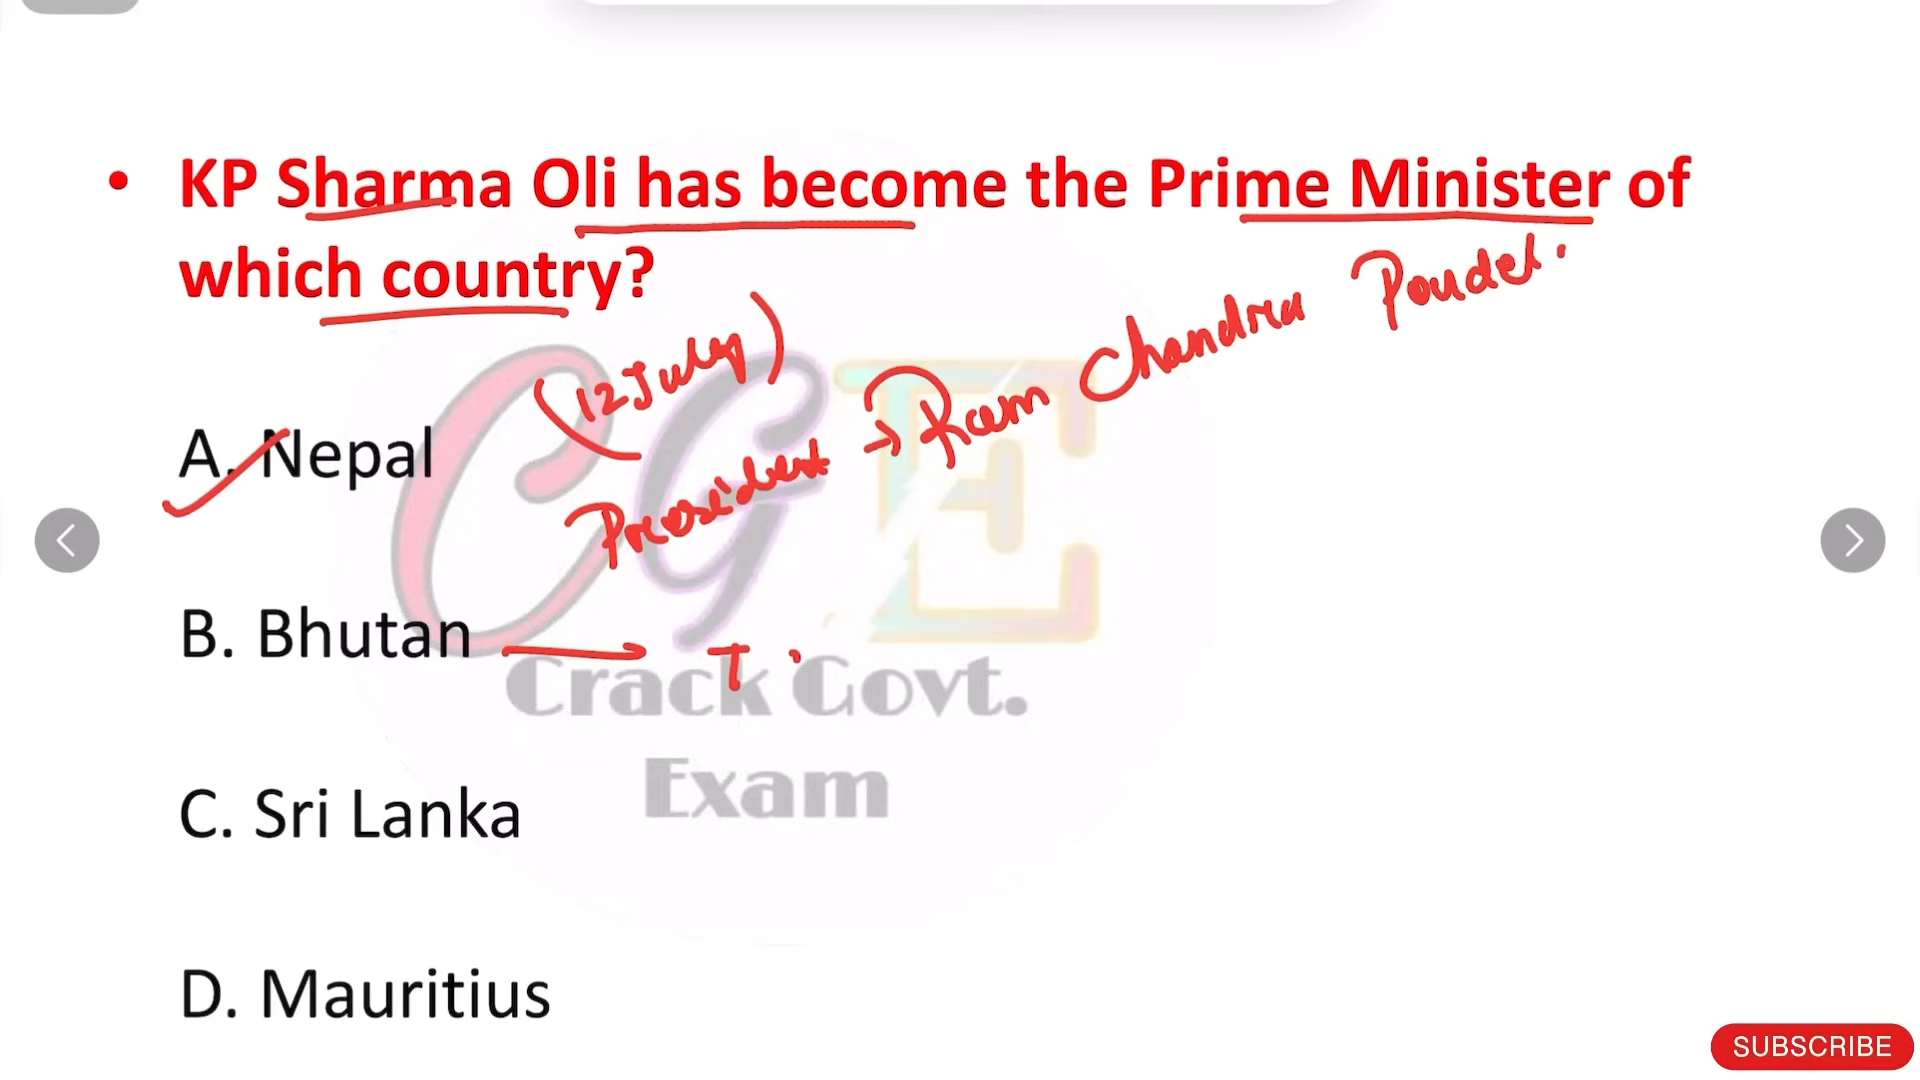 • KP Sharma Oli has become the Prime Minister of
which country?
(12 July)
President → Ram Chandra Poudel.
A. Nepal
B. Bhutan → T.
C. Sri Lanka
D. Mauritius
CGE
Crack Govt.
Exam
SUBSCRIBE